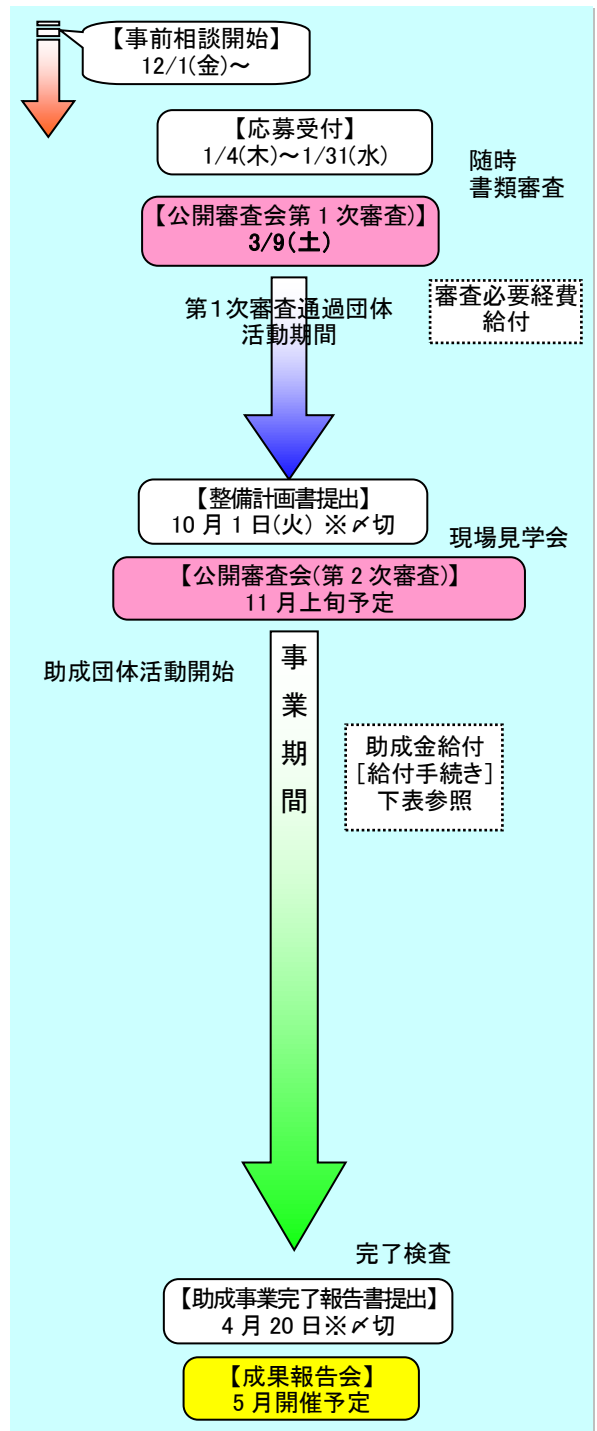 【事前相談開始】
12/1(金)～
【応募受付】
1/4(木)～1/31(水)
随時
書類審査
【公開審査会第１次審査)】
3/9(土)
第１次審査通過団体
活動期間
審査必要経費
給付
【整備計画書提出】
10 月 1 日(火) ※〆切
現場見学会
【公開審査会(第２次審査)】
11 月上旬予定
助成団体活動開始
事
業
期
間
助成金給付
［給付手続き］
下表参照
完了検査
【助成事業完了報告書提出】
4 月 20 日※〆切
【成果報告会】
5 月開催予定